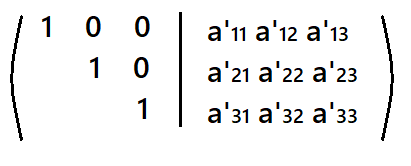 1 0 0 | a'11 a'12 a'13
1 0 | a'21 a'22 a'23
1 | a'31 a'32 a'33